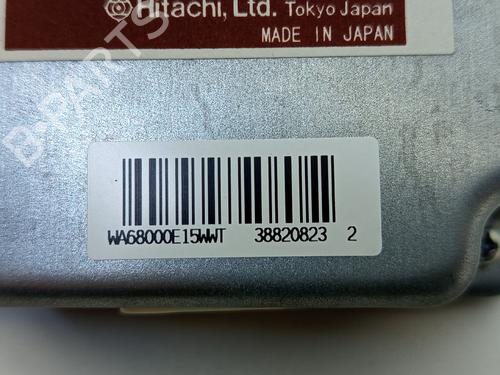 Hitachi, Ltd. Tokyo Japan
MADE IN JAPAN
B-PARTS
WA68000E15WWT 38820823 2